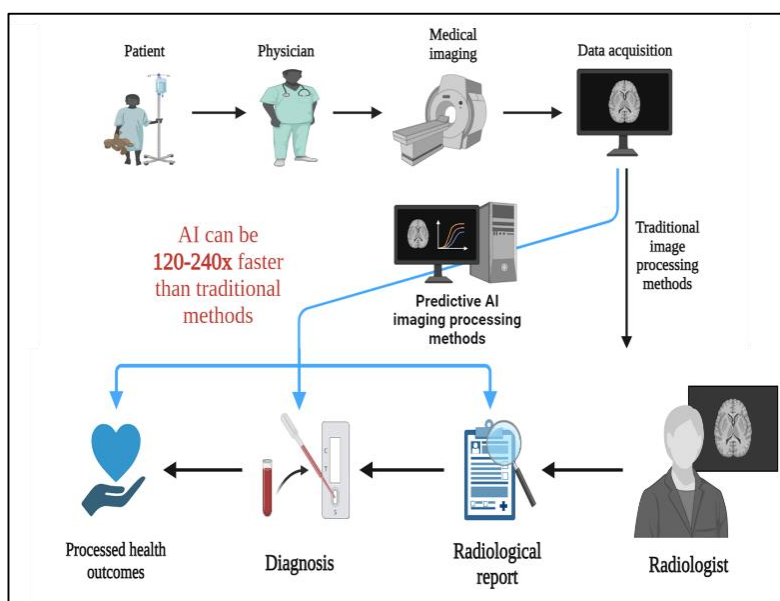 Patient
Physician
Medical
imaging
Data acquisition
AI can be
120-240x faster
than traditional
methods
Predictive AI
imaging processing
methods
Traditional
image
processing
methods
C
T
S
Processed health
outcomes
Diagnosis
Radiological
report
Radiologist